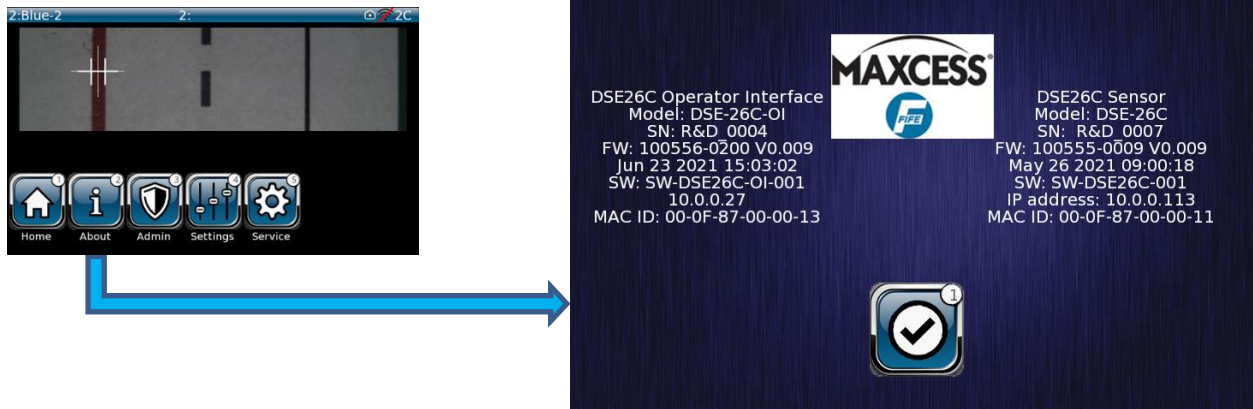 2:Blue-2 2: 2C
1 2 3 4 5
Home About Admin Settings Service
MAXCESS®
FIFE
DSE26C Operator Interface
Model: DSE-26C-OI
SN: R&D_0004
FW: 100556-0200 V0.009
Jun 23 2021 15:03:02
SW: SW-DSE26C-OI-001
10.0.0.27
MAC ID: 00-0F-87-00-00-13
DSE26C Sensor
Model: DSE-26C
SN: R&D_0007
FW: 100555-0009 V0.009
May 26 2021 09:00:18
SW: SW-DSE26C-001
IP address: 10.0.0.113
MAC ID: 00-0F-87-00-00-11
1